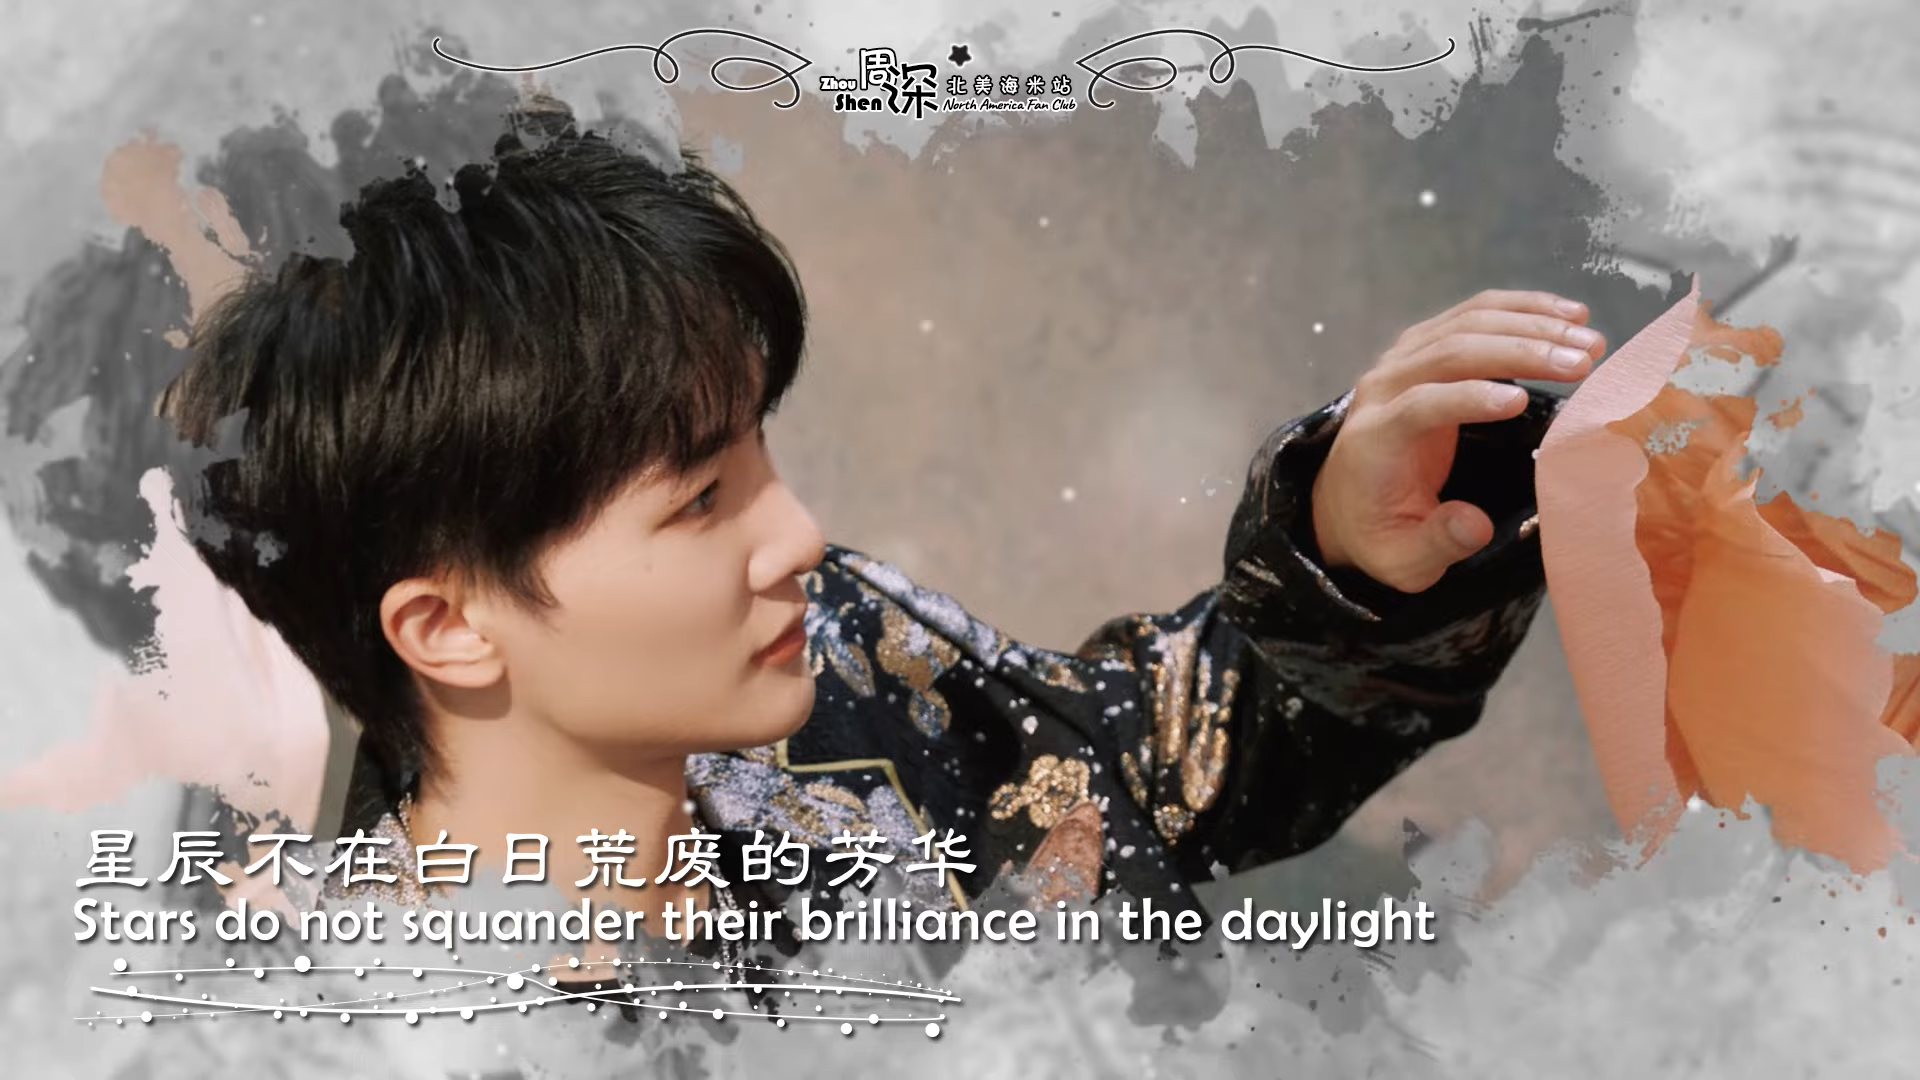 Zhou
Shen
周深
北美海米站
North America Fan Club
星辰不在白日荒废的芳华
Stars do not squander their brilliance in the daylight